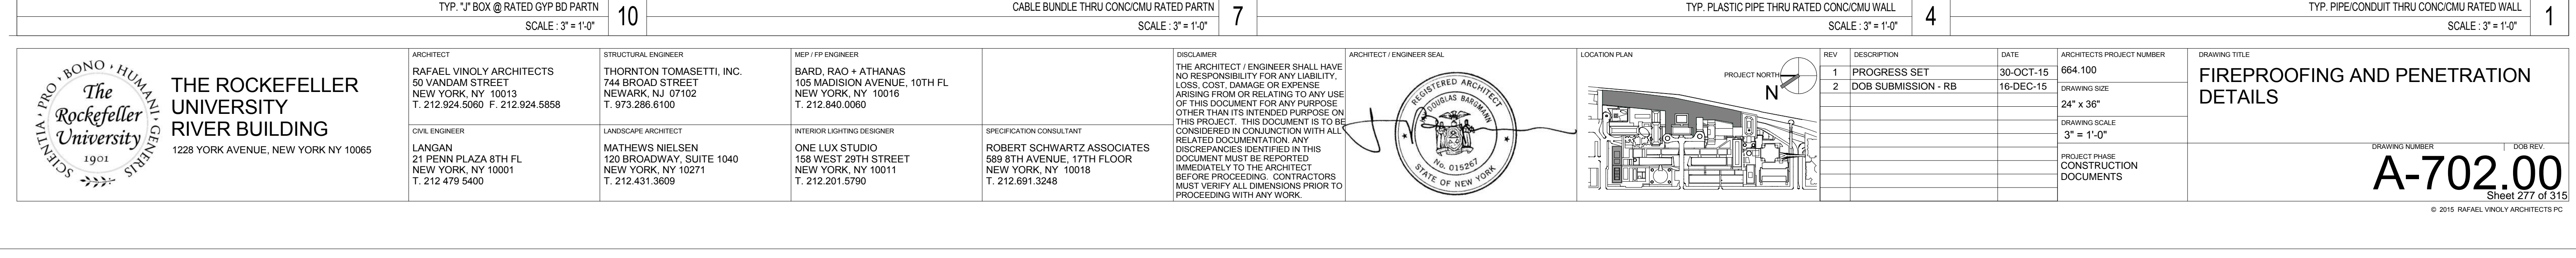 TYP. "J" BOX @ RATED GYP BD PARTN
SCALE : 3" = 1'-0"
10
CABLE BUNDLE THRU CONC/CMU RATED PARTN
SCALE : 3" = 1'-0"
7
TYP. PLASTIC PIPE THRU RATED CONC/CMU WALL
SCALE : 3" = 1'-0"
4
TYP. PIPE/CONDUIT THRU CONC/CMU RATED WALL
SCALE : 3" = 1'-0"
1
SCIENTIA • PRO • BONO • HUMANI • GENERIS
The
Rockefeller
University
1901
THE ROCKEFELLER
UNIVERSITY
RIVER BUILDING
1228 YORK AVENUE, NEW YORK NY 10065
ARCHITECT
RAFAEL VINOLY ARCHITECTS
50 VANDAM STREET
NEW YORK, NY 10013
T. 212.924.5060 F. 212.924.5858
STRUCTURAL ENGINEER
THORNTON TOMASETTI, INC.
744 BROAD STREET
NEWARK, NJ 07102
T. 973.286.6100
MEP / FP ENGINEER
BARD, RAO + ATHANAS
105 MADISION AVENUE, 10TH FL
NEW YORK, NY 10016
T. 212.840.0060
CIVIL ENGINEER
LANGAN
21 PENN PLAZA 8TH FL
NEW YORK, NY 10001
T. 212 479 5400
LANDSCAPE ARCHITECT
MATHEWS NIELSEN
120 BROADWAY, SUITE 1040
NEW YORK, NY 10271
T. 212.431.3609
INTERIOR LIGHTING DESIGNER
ONE LUX STUDIO
158 WEST 29TH STREET
NEW YORK, NY 10011
T. 212.201.5790
SPECIFICATION CONSULTANT
ROBERT SCHWARTZ ASSOCIATES
589 8TH AVENUE, 17TH FLOOR
NEW YORK, NY 10018
T. 212.691.3248
DISCLAIMER
THE ARCHITECT / ENGINEER SHALL HAVE
NO RESPONSIBILITY FOR ANY LIABILITY,
LOSS, COST, DAMAGE OR EXPENSE
ARISING FROM OR RELATING TO ANY USE
OF THIS DOCUMENT FOR ANY PURPOSE
OTHER THAN ITS INTENDED PURPOSE ON
THIS PROJECT. THIS DOCUMENT IS TO BE
CONSIDERED IN CONJUNCTION WITH ALL
RELATED DOCUMENTATION. ANY
DISCREPANCIES IDENTIFIED IN THIS
DOCUMENT MUST BE REPORTED
IMMEDIATELY TO THE ARCHITECT
BEFORE PROCEEDING. CONTRACTORS
MUST VERIFY ALL DIMENSIONS PRIOR TO
PROCEEDING WITH ANY WORK.
ARCHITECT / ENGINEER SEAL
REGISTERED ARCHITECT
DOUGLAS BARGMANN
No. 015267
STATE OF NEW YORK
LOCATION PLAN
PROJECT NORTH
N
REV DESCRIPTION DATE
1 PROGRESS SET 30-OCT-15
2 DOB SUBMISSION - RB 16-DEC-15
ARCHITECTS PROJECT NUMBER
664.100
DRAWING SIZE
24" x 36"
DRAWING SCALE
3" = 1'-0"
PROJECT PHASE
CONSTRUCTION
DOCUMENTS
DRAWING TITLE
FIREPROOFING AND PENETRATION
DETAILS
DRAWING NUMBER DOB REV.
A-702.00
Sheet 277 of 315
© 2015 RAFAEL VINOLY ARCHITECTS PC